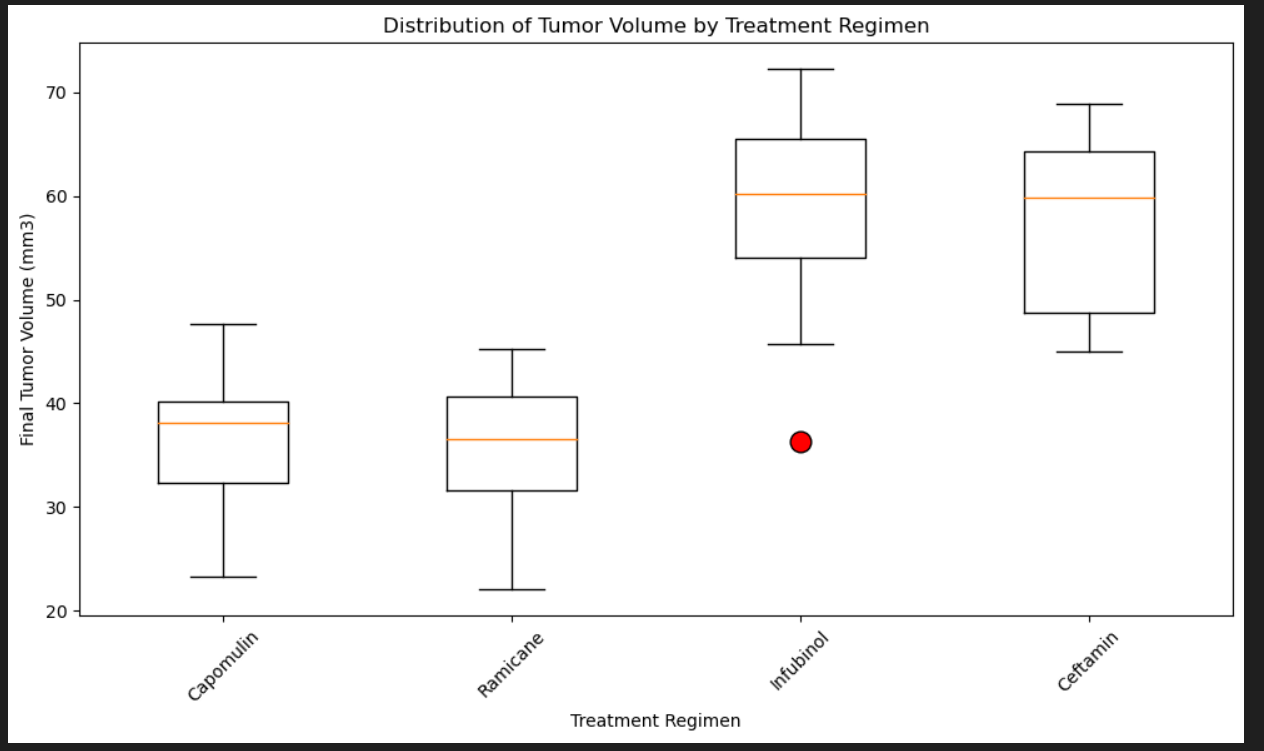 Distribution of Tumor Volume by Treatment Regimen
Final Tumor Volume (mm3)
70
60
50
40
30
20
Capomulin
Ramicane
Infubinol
Ceftamin
Treatment Regimen